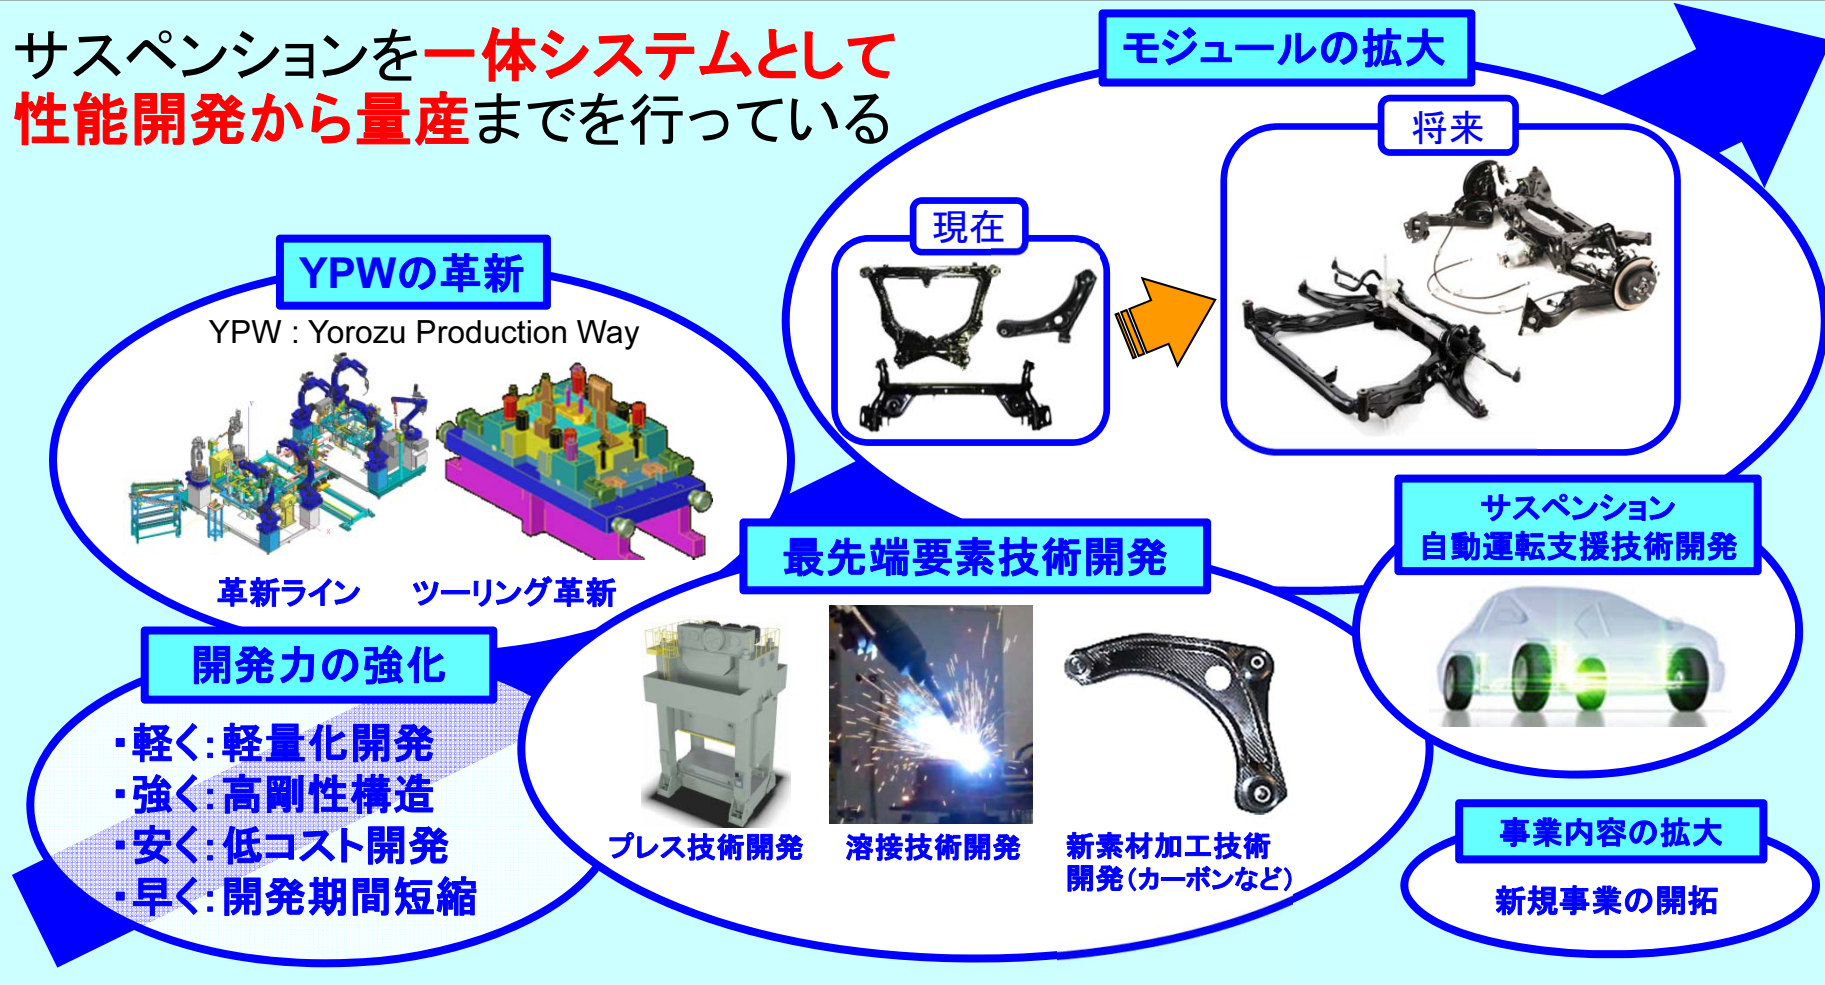 サスペンションを一体システムとして
性能開発から量産までを行っている
モジュールの拡大
将来
現在
YPWの革新
YPW : Yorozu Production Way
革新ライン ツーリング革新
最先端要素技術開発
プレス技術開発 溶接技術開発
新素材加工技術
開発（カーボンなど）
サスペンション
自動運転支援技術開発
開発力の強化
・軽く：軽量化開発
・強く：高剛性構造
・安く：低コスト開発
・早く：開発期間短縮
事業内容の拡大
新規事業の開拓